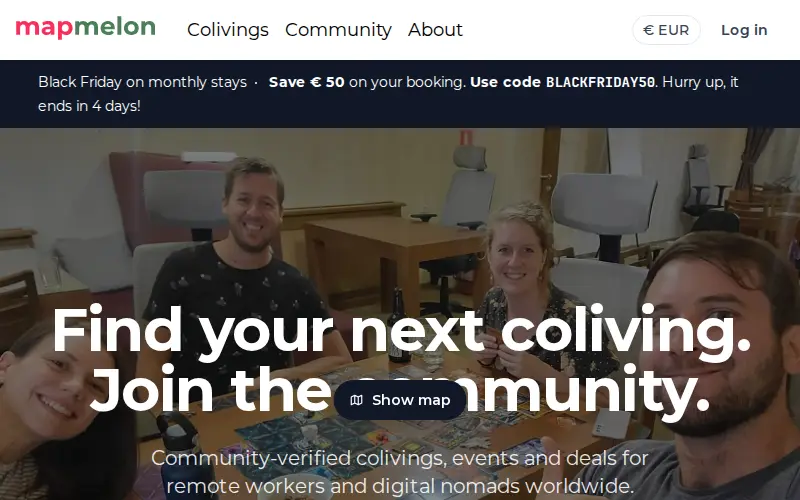 mapmelon
Colivings Community About
€ EUR
Log in
Black Friday on monthly stays · Save € 50 on your booking. Use code BLACKFRIDAY50. Hurry up, it
ends in 4 days!
Find your next coliving.
Join the community.
Show map
Community-verified colivings, events and deals for
remote workers and digital nomads worldwide.